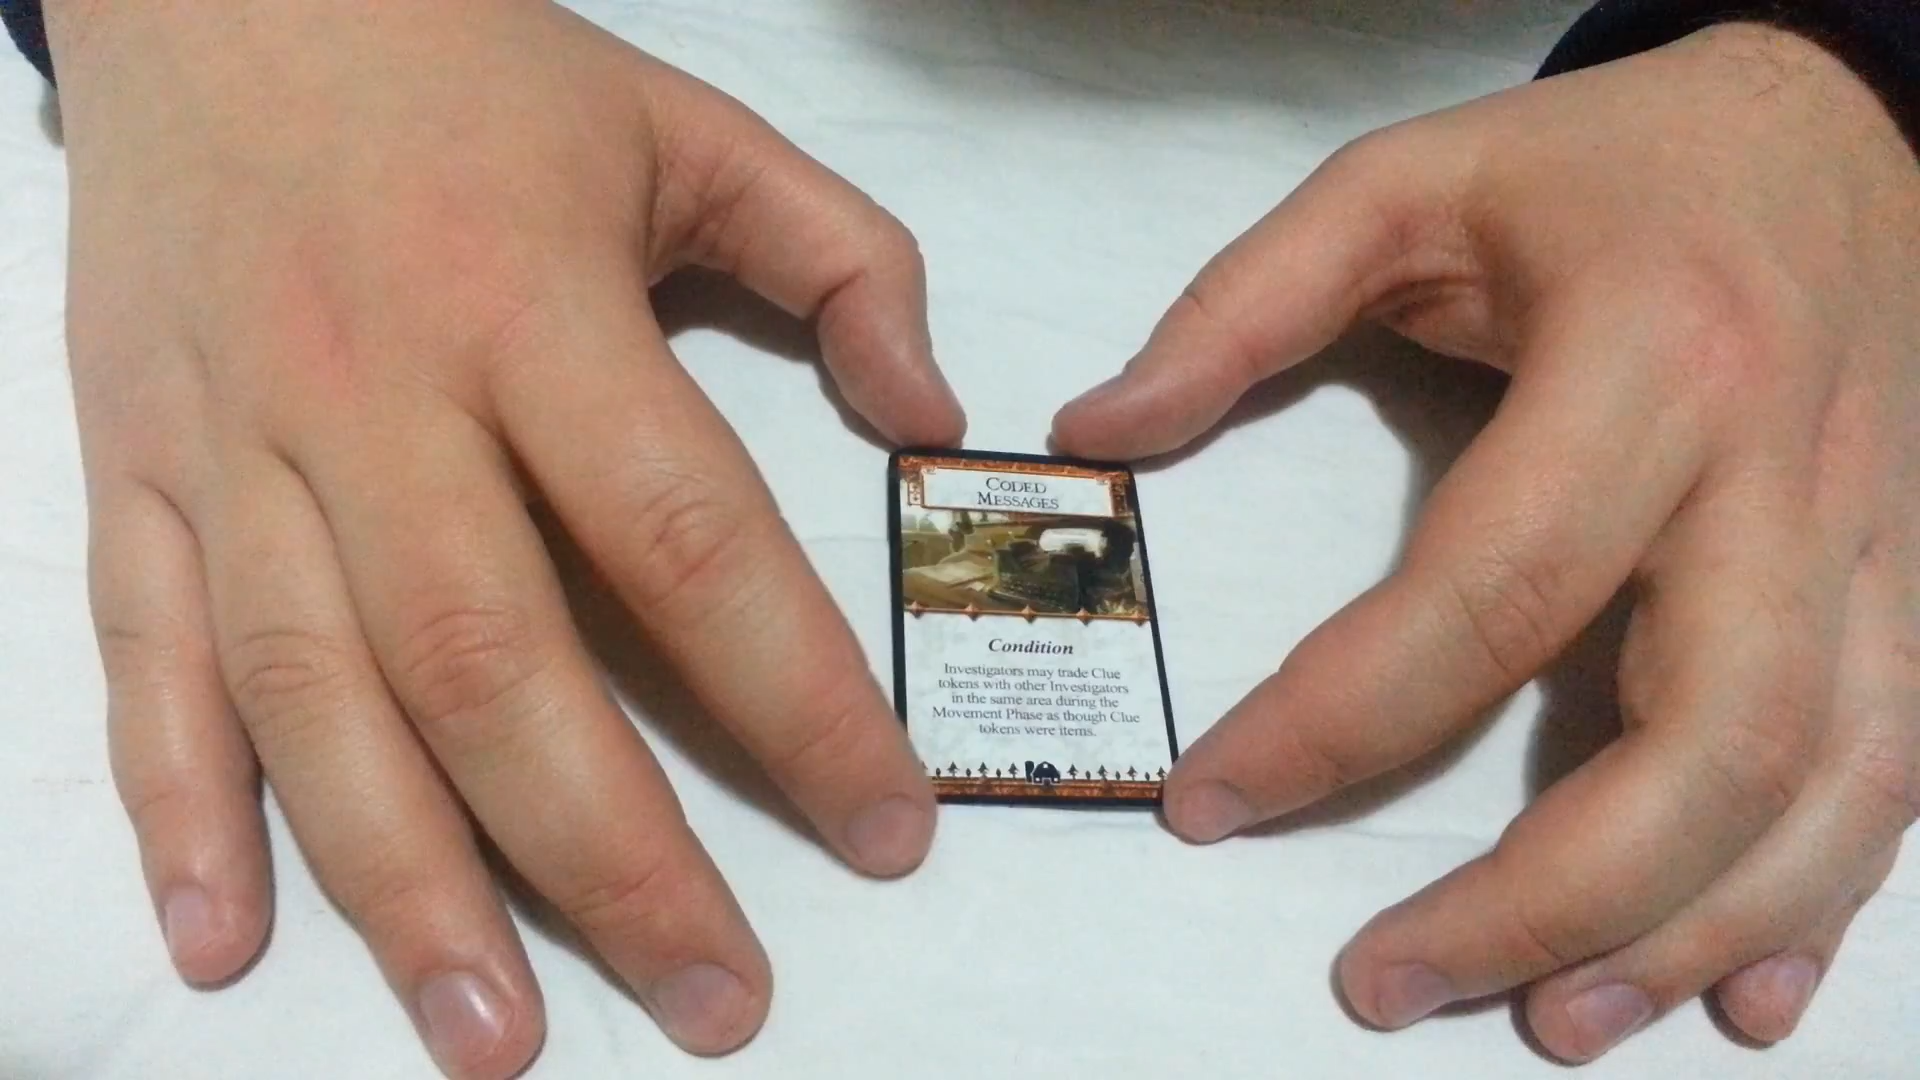 CODED
MESSAGES
Condition
Investigators may trade Clue
tokens with other Investigators
in the same area during the
Movement Phase as though Clue
tokens were items.